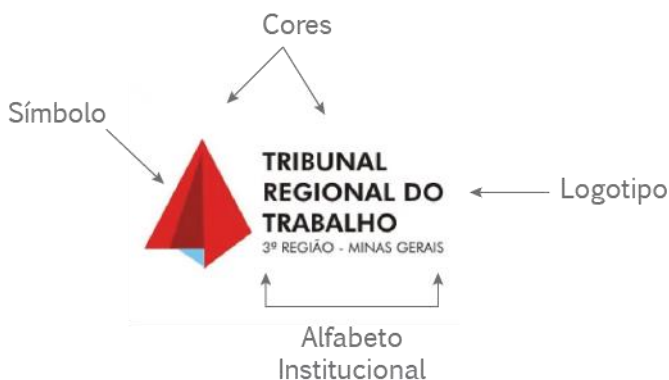 Cores
Símbolo
TRIBUNAL
REGIONAL DO
TRABALHO
3ª REGIÃO - MINAS GERAIS
Logotipo
Alfabeto
Institucional